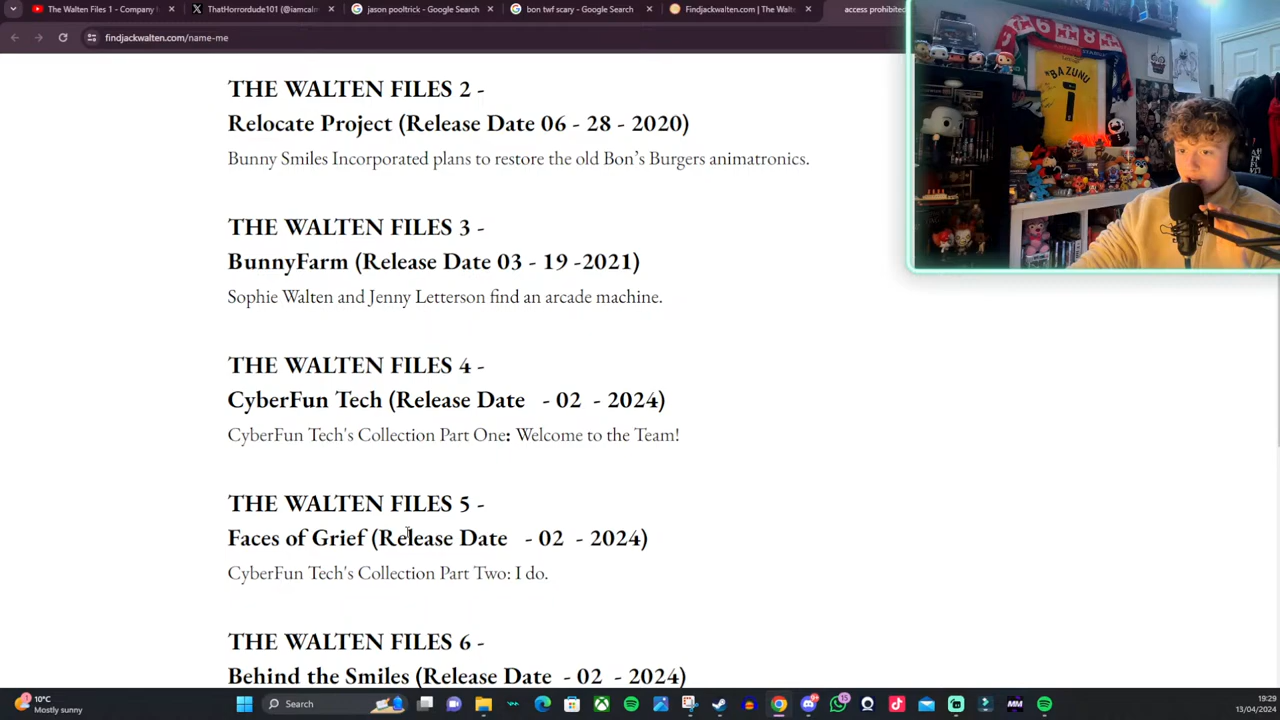 The Walten Files 1 - Company I
ThatHorrordude101 (@iamcalm
jason pooltrick - Google Search
bon twf scary - Google Search
Findjackwalten.com | The Walt
access prohibited
findjackwalten.com/name-me
BAZUNU
1
THE WALTEN FILES 2 -
Relocate Project (Release Date 06 - 28 - 2020)
Bunny Smiles Incorporated plans to restore the old Bon’s Burgers animatronics.
THE WALTEN FILES 3 -
BunnyFarm (Release Date 03 - 19 -2021)
Sophie Walten and Jenny Letterson find an arcade machine.
THE WALTEN FILES 4 -
CyberFun Tech (Release Date - 02 - 2024)
CyberFun Tech's Collection Part One: Welcome to the Team!
THE WALTEN FILES 5 -
Faces of Grief (Release Date - 02 - 2024)
CyberFun Tech's Collection Part Two: I do.
THE WALTEN FILES 6 -
Behind the Smiles (Release Date - 02 - 2024)
10°C
Mostly sunny
Search
15
MM
19:29
13/04/2024